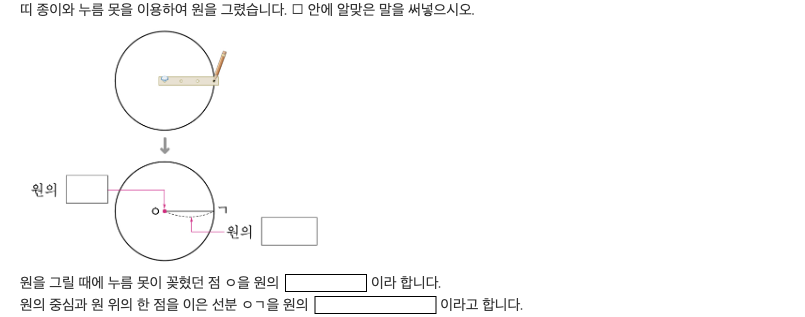 띠 종이와 누름 못을 이용하여 원을 그렸습니다. □ 안에 알맞은 말을 써넣으시오.
원의
ㅇ ㄱ
원의
원을 그릴 때에 누름 못이 꽂혔던 점 ㅇ을 원의 이라 합니다.
원의 중심과 원 위의 한 점을 이은 선분 ㅇㄱ을 원의 이라고 합니다.